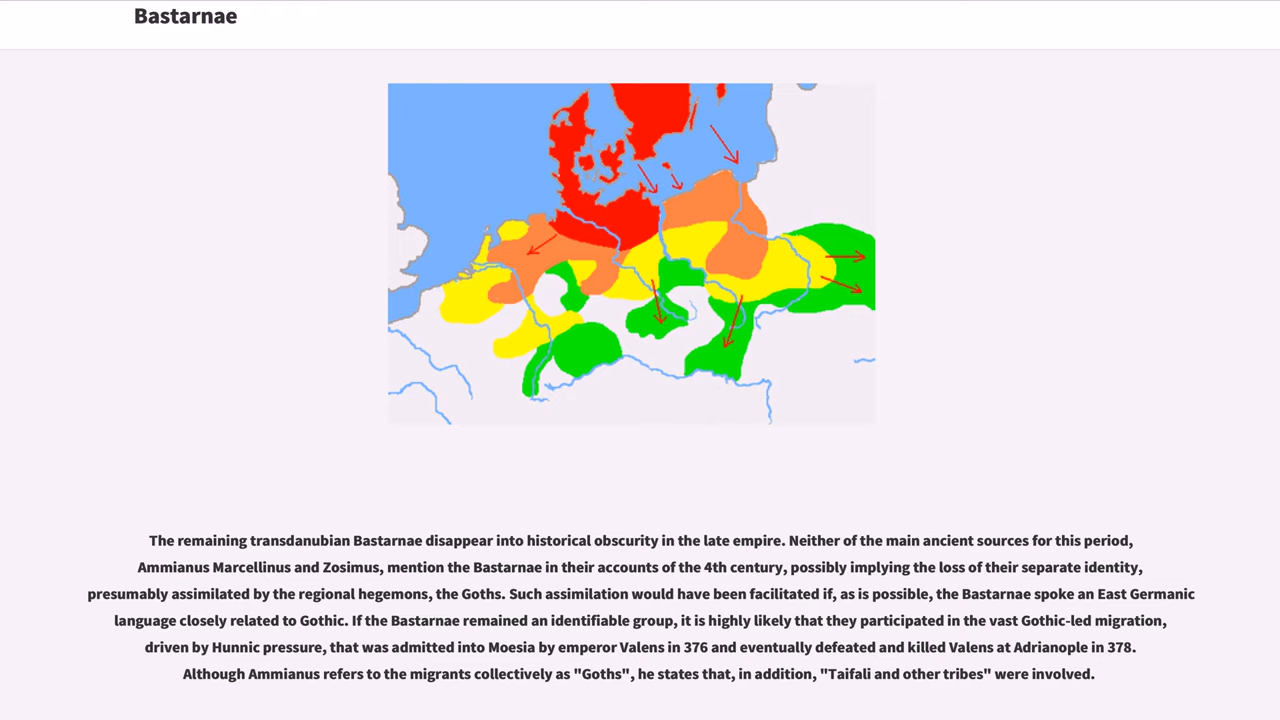 Bastarnae
The remaining transdanubian Bastarnae disappear into historical obscurity in the late empire. Neither of the main ancient sources for this period,
Ammianus Marcellinus and Zosimus, mention the Bastarnae in their accounts of the 4th century, possibly implying the loss of their separate identity,
presumably assimilated by the regional hegemons, the Goths. Such assimilation would have been facilitated if, as is possible, the Bastarnae spoke an East Germanic
language closely related to Gothic. If the Bastarnae remained an identifiable group, it is highly likely that they participated in the vast Gothic-led migration,
driven by Hunnic pressure, that was admitted into Moesia by emperor Valens in 376 and eventually defeated and killed Valens at Adrianople in 378.
Although Ammianus refers to the migrants collectively as "Goths", he states that, in addition, "Taifali and other tribes" were involved.